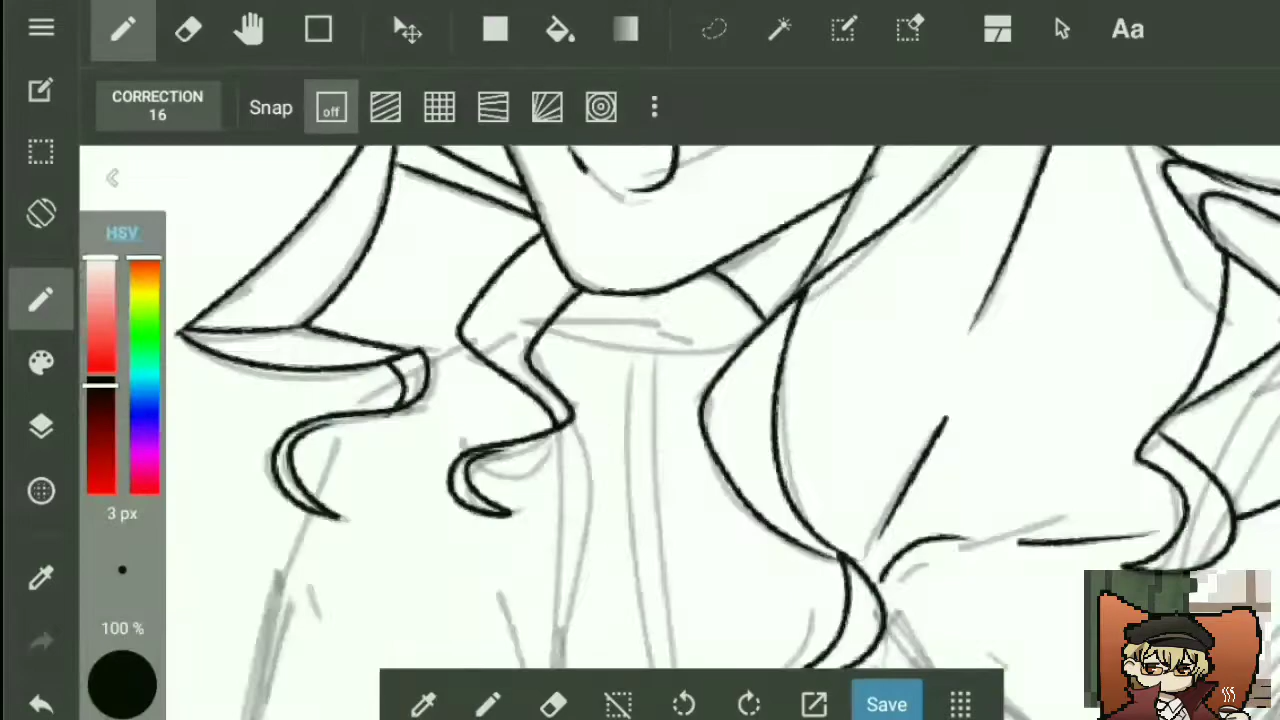 Aa
CORRECTION
16
Snap
off
HSV
3 px
100 %
Save